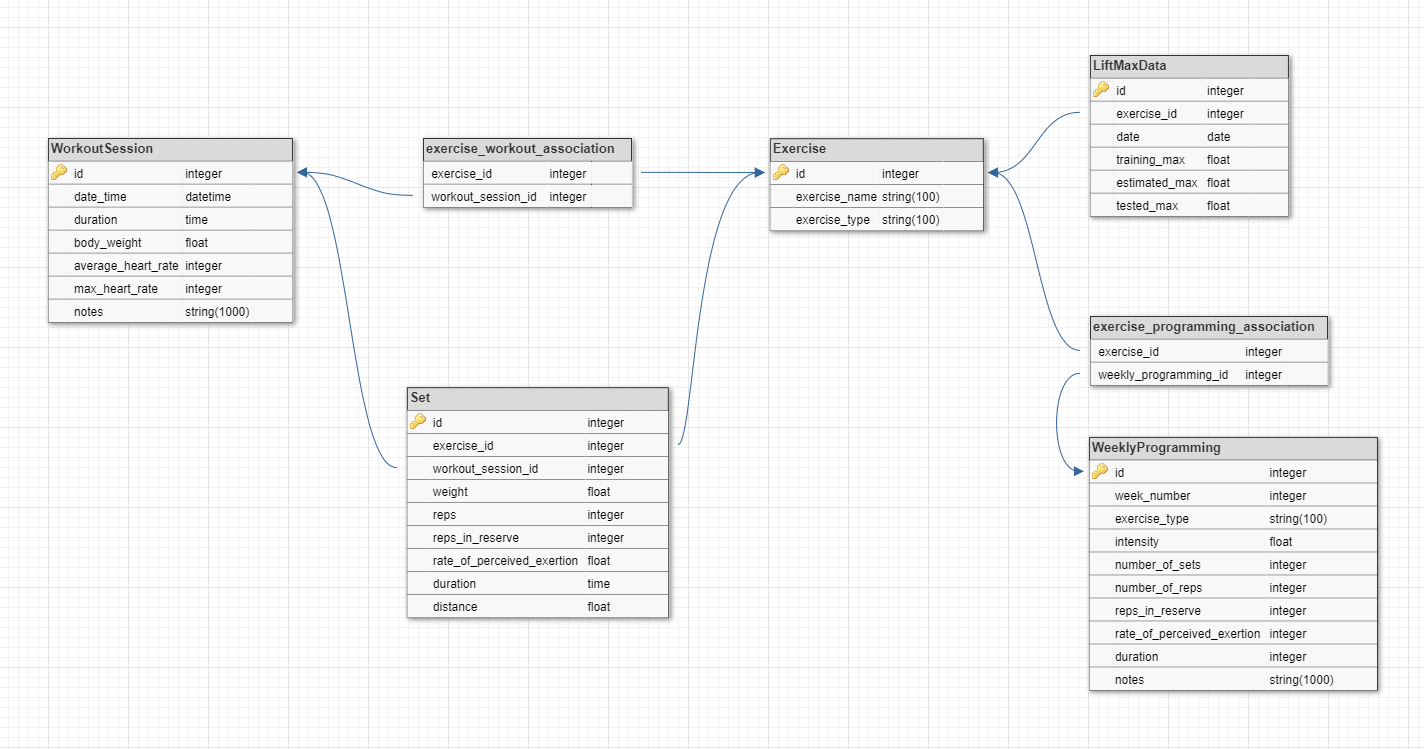 WorkoutSession
id integer
date_time datetime
duration time
body_weight float
average_heart_rate integer
max_heart_rate integer
notes string(1000)
exercise_workout_association
exercise_id integer
workout_session_id integer
Exercise
id integer
exercise_name string(100)
exercise_type string(100)
LiftMaxData
id integer
exercise_id integer
date date
training_max float
estimated_max float
tested_max float
exercise_programming_association
exercise_id integer
weekly_programming_id integer
Set
id integer
exercise_id integer
workout_session_id integer
weight float
reps integer
reps_in_reserve integer
rate_of_perceived_exertion float
duration time
distance float
WeeklyProgramming
id integer
week_number integer
exercise_type string(100)
intensity float
number_of_sets integer
number_of_reps integer
reps_in_reserve integer
rate_of_perceived_exertion integer
duration integer
notes string(1000)